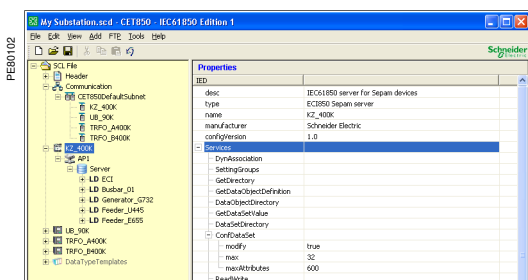 PE80102
My Substation.scd - CET850 - IEC61850 Edition 1
File Edit View Add FTP Tools Help
Schneider
Electric
SCL File
Header
Communication
CET850DefaultSubnet
KZ_400K
UB_90K
TRFO_A400K
TRFO_B400K
KZ_400K
AP1
Server
LD ECI
LD Busbar_01
LD Generator_G732
LD Feeder_U445
LD Feeder_E655
UB_90K
TRFO_A400K
TRFO_B400K
DataTypeTemplates
Properties
IED
desc IEC61850 server for Sepam devices
type ECI850 Sepam server
name KZ_400K
manufacturer Schneider Electric
configVersion 1.0
Services
DynAssociation
SettingGroups
GetDirectory
GetDataObjectDefinition
DataObjectDirectory
GetDataSetValue
DataSetDirectory
ConfDataSet
modify true
max 32
maxAttributes 600
ReadWrite